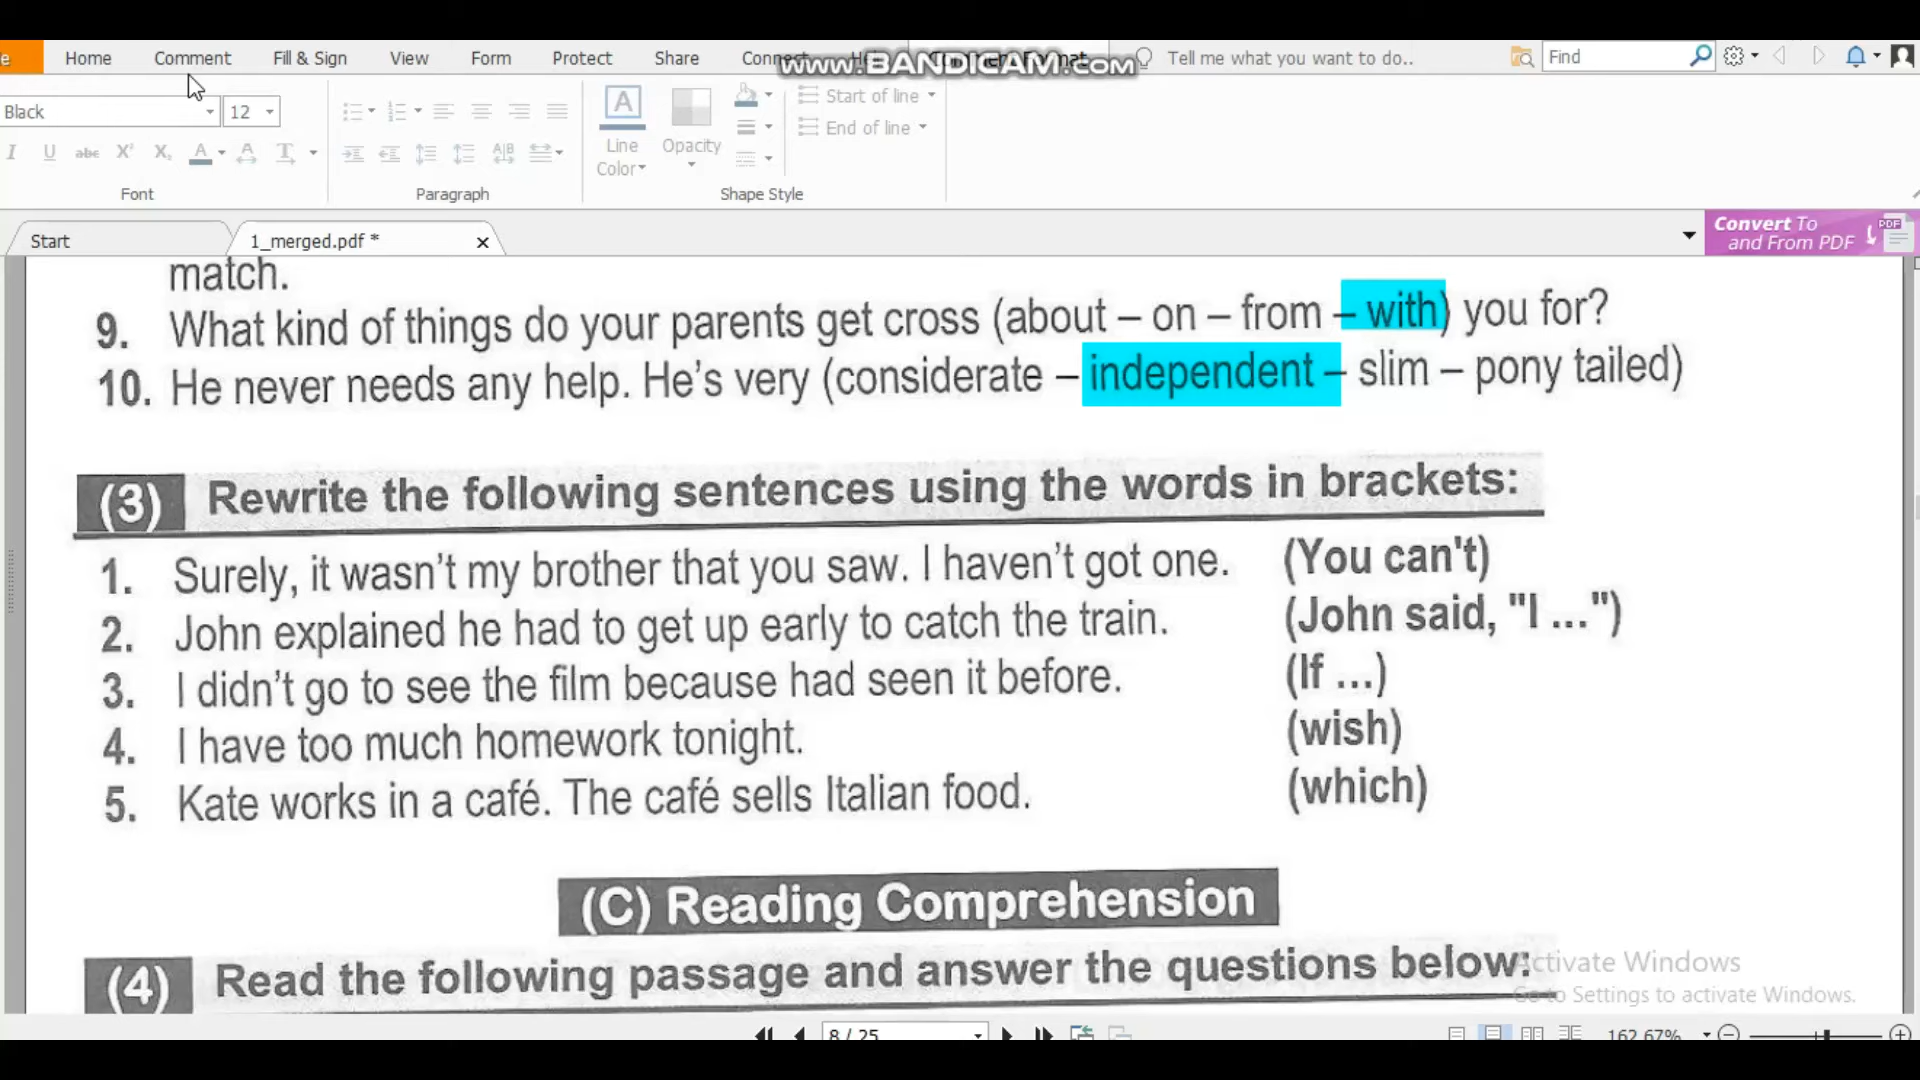 Home Comment Fill & Sign View Form Protect Share Tell me what you want to do.. Find
www.BANDICAM.com
Black 12 Start of line
End of line
Line Color Opacity
Font Paragraph Shape Style
Start 1_merged.pdf * Convert To and From PDF
match.
9. What kind of things do your parents get cross (about – on – from – with) you for?
10. He never needs any help. He's very (considerate – independent – slim – pony tailed)
(3) Rewrite the following sentences using the words in brackets:
1. Surely, it wasn't my brother that you saw. I haven't got one. (You can't)
2. John explained he had to get up early to catch the train. (John said, "I ...")
3. I didn't go to see the film because had seen it before. (If ...)
4. I have too much homework tonight. (wish)
5. Kate works in a café. The café sells Italian food. (which)
(C) Reading Comprehension
(4) Read the following passage and answer the questions below:
Activate Windows
Go to Settings to activate Windows.
8 / 25 162.67%